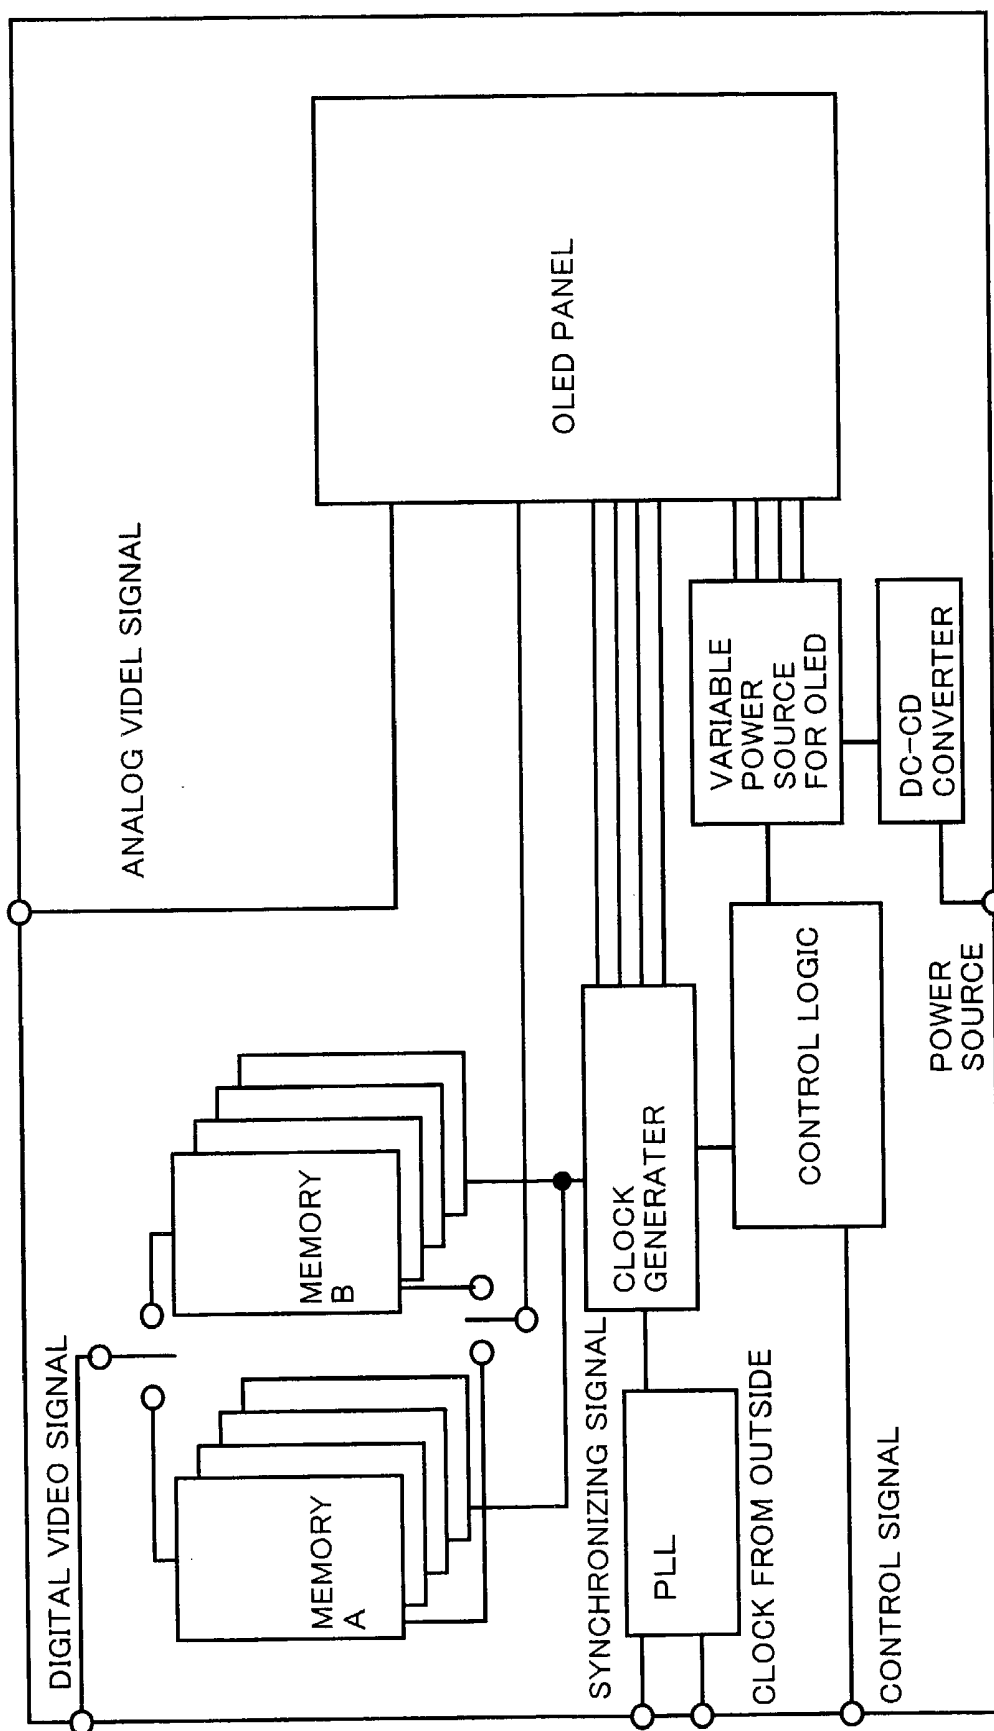 DIGITAL VIDEO SIGNAL
ANALOG VIDEL SIGNAL
MEMORY
A
MEMORY
B
OLED PANEL
SYNCHRONIZING SIGNAL
PLL
CLOCK
GENERATER
CLOCK FROM OUTSIDE
VARIABLE
POWER
SOURCE
FOR OLED
CONTROL LOGIC
DC-CD
CONVERTER
CONTROL SIGNAL
POWER
SOURCE